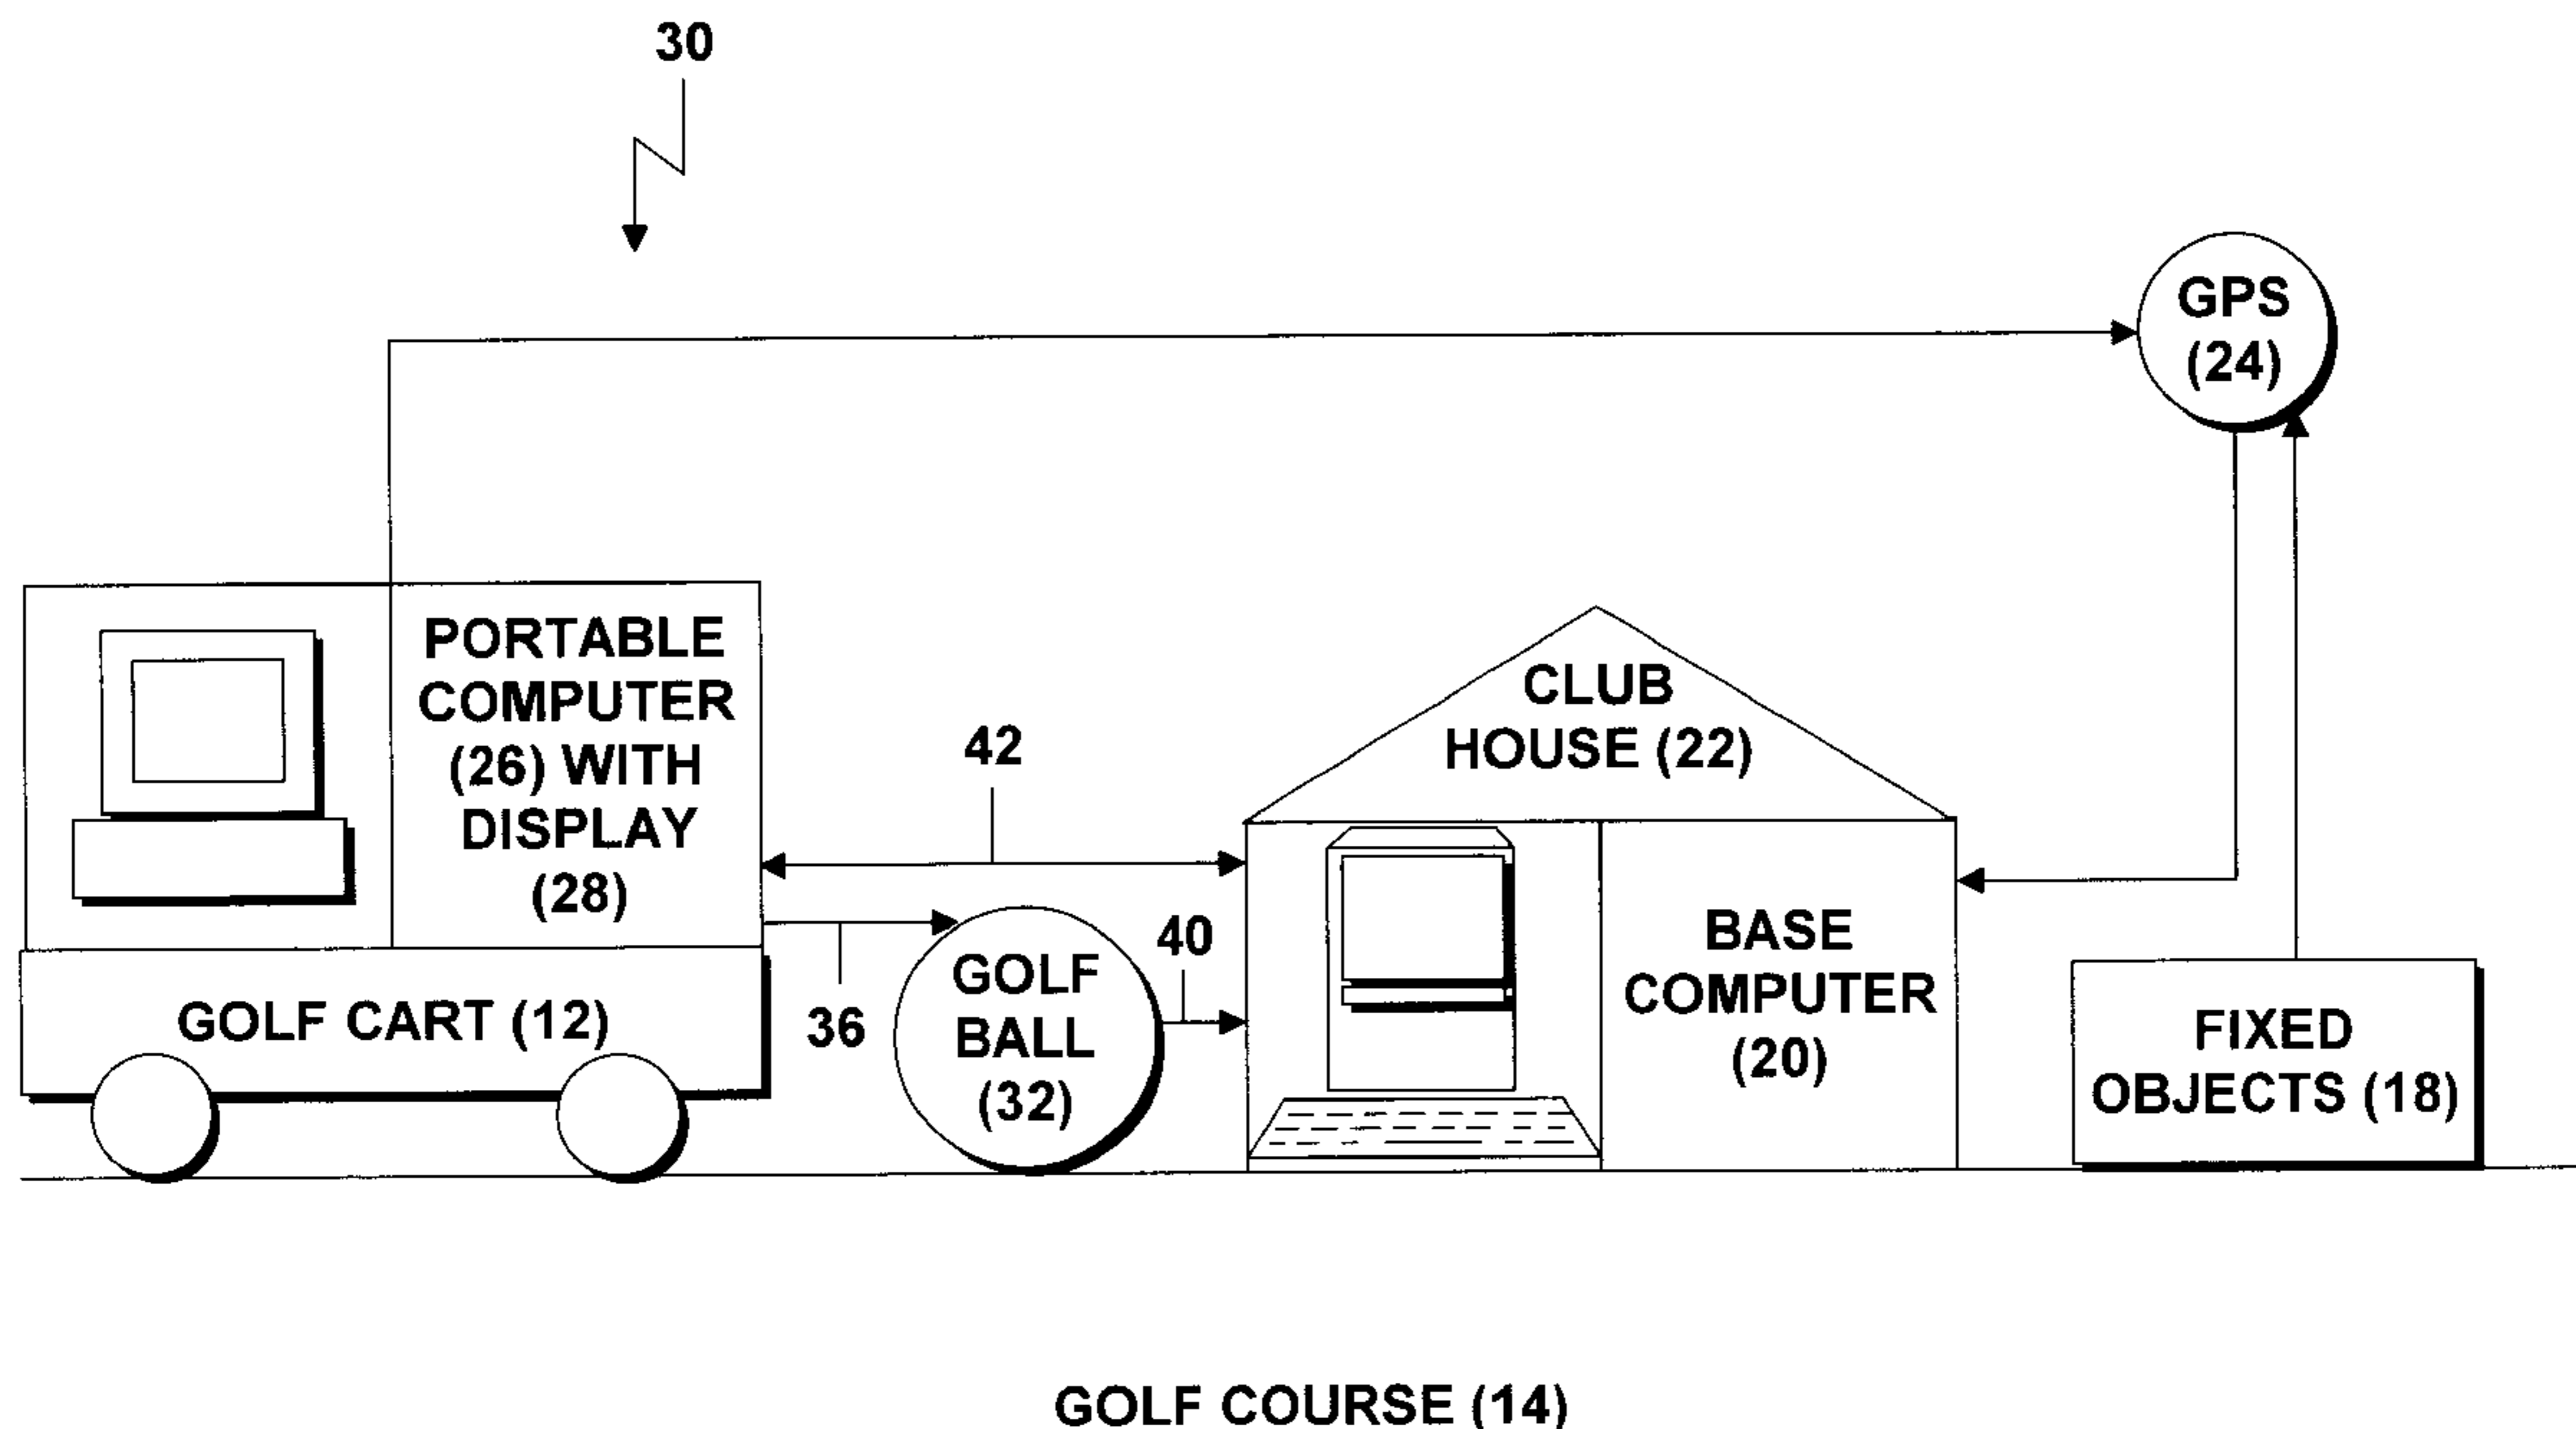 30
GPS
(24)
PORTABLE
COMPUTER
(26) WITH
DISPLAY
(28)
GOLF CART (12)
42
36
GOLF
BALL
(32)
40
CLUB
HOUSE (22)
BASE
COMPUTER
(20)
FIXED
OBJECTS (18)
GOLF COURSE (14)